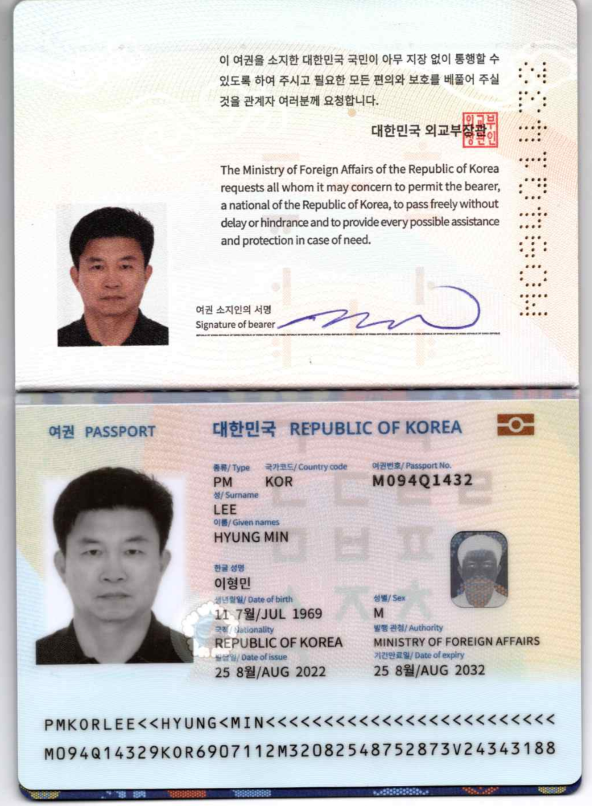 이 여권을 소지한 대한민국 국민이 아무 지장 없이 통행할 수
있도록 하여 주시고 필요한 모든 편의와 보호를 베풀어 주실
것을 관계자 여러분께 요청합니다.
대한민국 외교부장관
The Ministry of Foreign Affairs of the Republic of Korea
requests all whom it may concern to permit the bearer,
a national of the Republic of Korea, to pass freely without
delay or hindrance and to provide every possible assistance
and protection in case of need.
여권 소지인의 서명
Signature of bearer
여권 PASSPORT
대한민국 REPUBLIC OF KOREA
종류/ Type 국가코드/ Country code 여권번호/ Passport No.
PM KOR M094Q1432
성/ Surname
LEE
이름/ Given names
HYUNG MIN
한글 성명
이형민
생년월일/ Date of birth 성별/ Sex
11 7월/JUL 1969 M
국적/ Nationality 발행관청/ Authority
REPUBLIC OF KOREA MINISTRY OF FOREIGN AFFAIRS
발급일/ Date of issue 기간만료일/ Date of expiry
25 8월/AUG 2022 25 8월/AUG 2032
PMKORLEE<<HYUNG<MIN<<<<<<<<<<<<<<<<<<<<<<<<<
M094Q14329KOR6907112M32082548752873V24343188